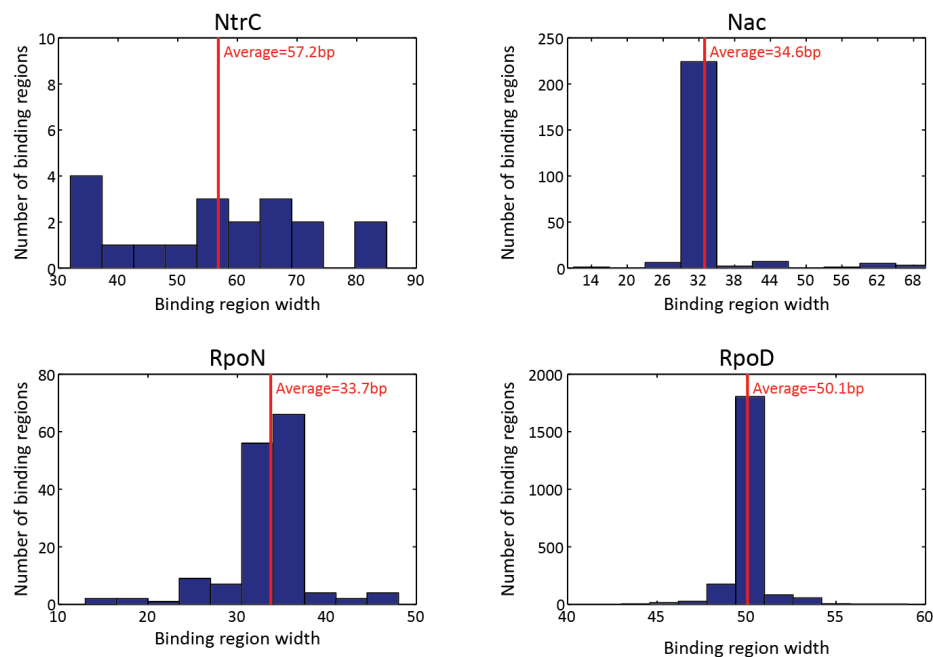 NtrC
Number of binding regions
10
8
6
4
2
0
Average=57.2bp
30 40 50 60 70 80 90
Binding region width
Nac
Number of binding regions
250
200
150
100
50
0
Average=34.6bp
14 20 26 32 38 44 50 56 62 68
Binding region width
RpoN
Number of binding regions
80
60
40
20
0
Average=33.7bp
10 20 30 40 50
Binding region width
RpoD
Number of binding regions
2000
1500
1000
500
0
Average=50.1bp
40 45 50 55 60
Binding region width